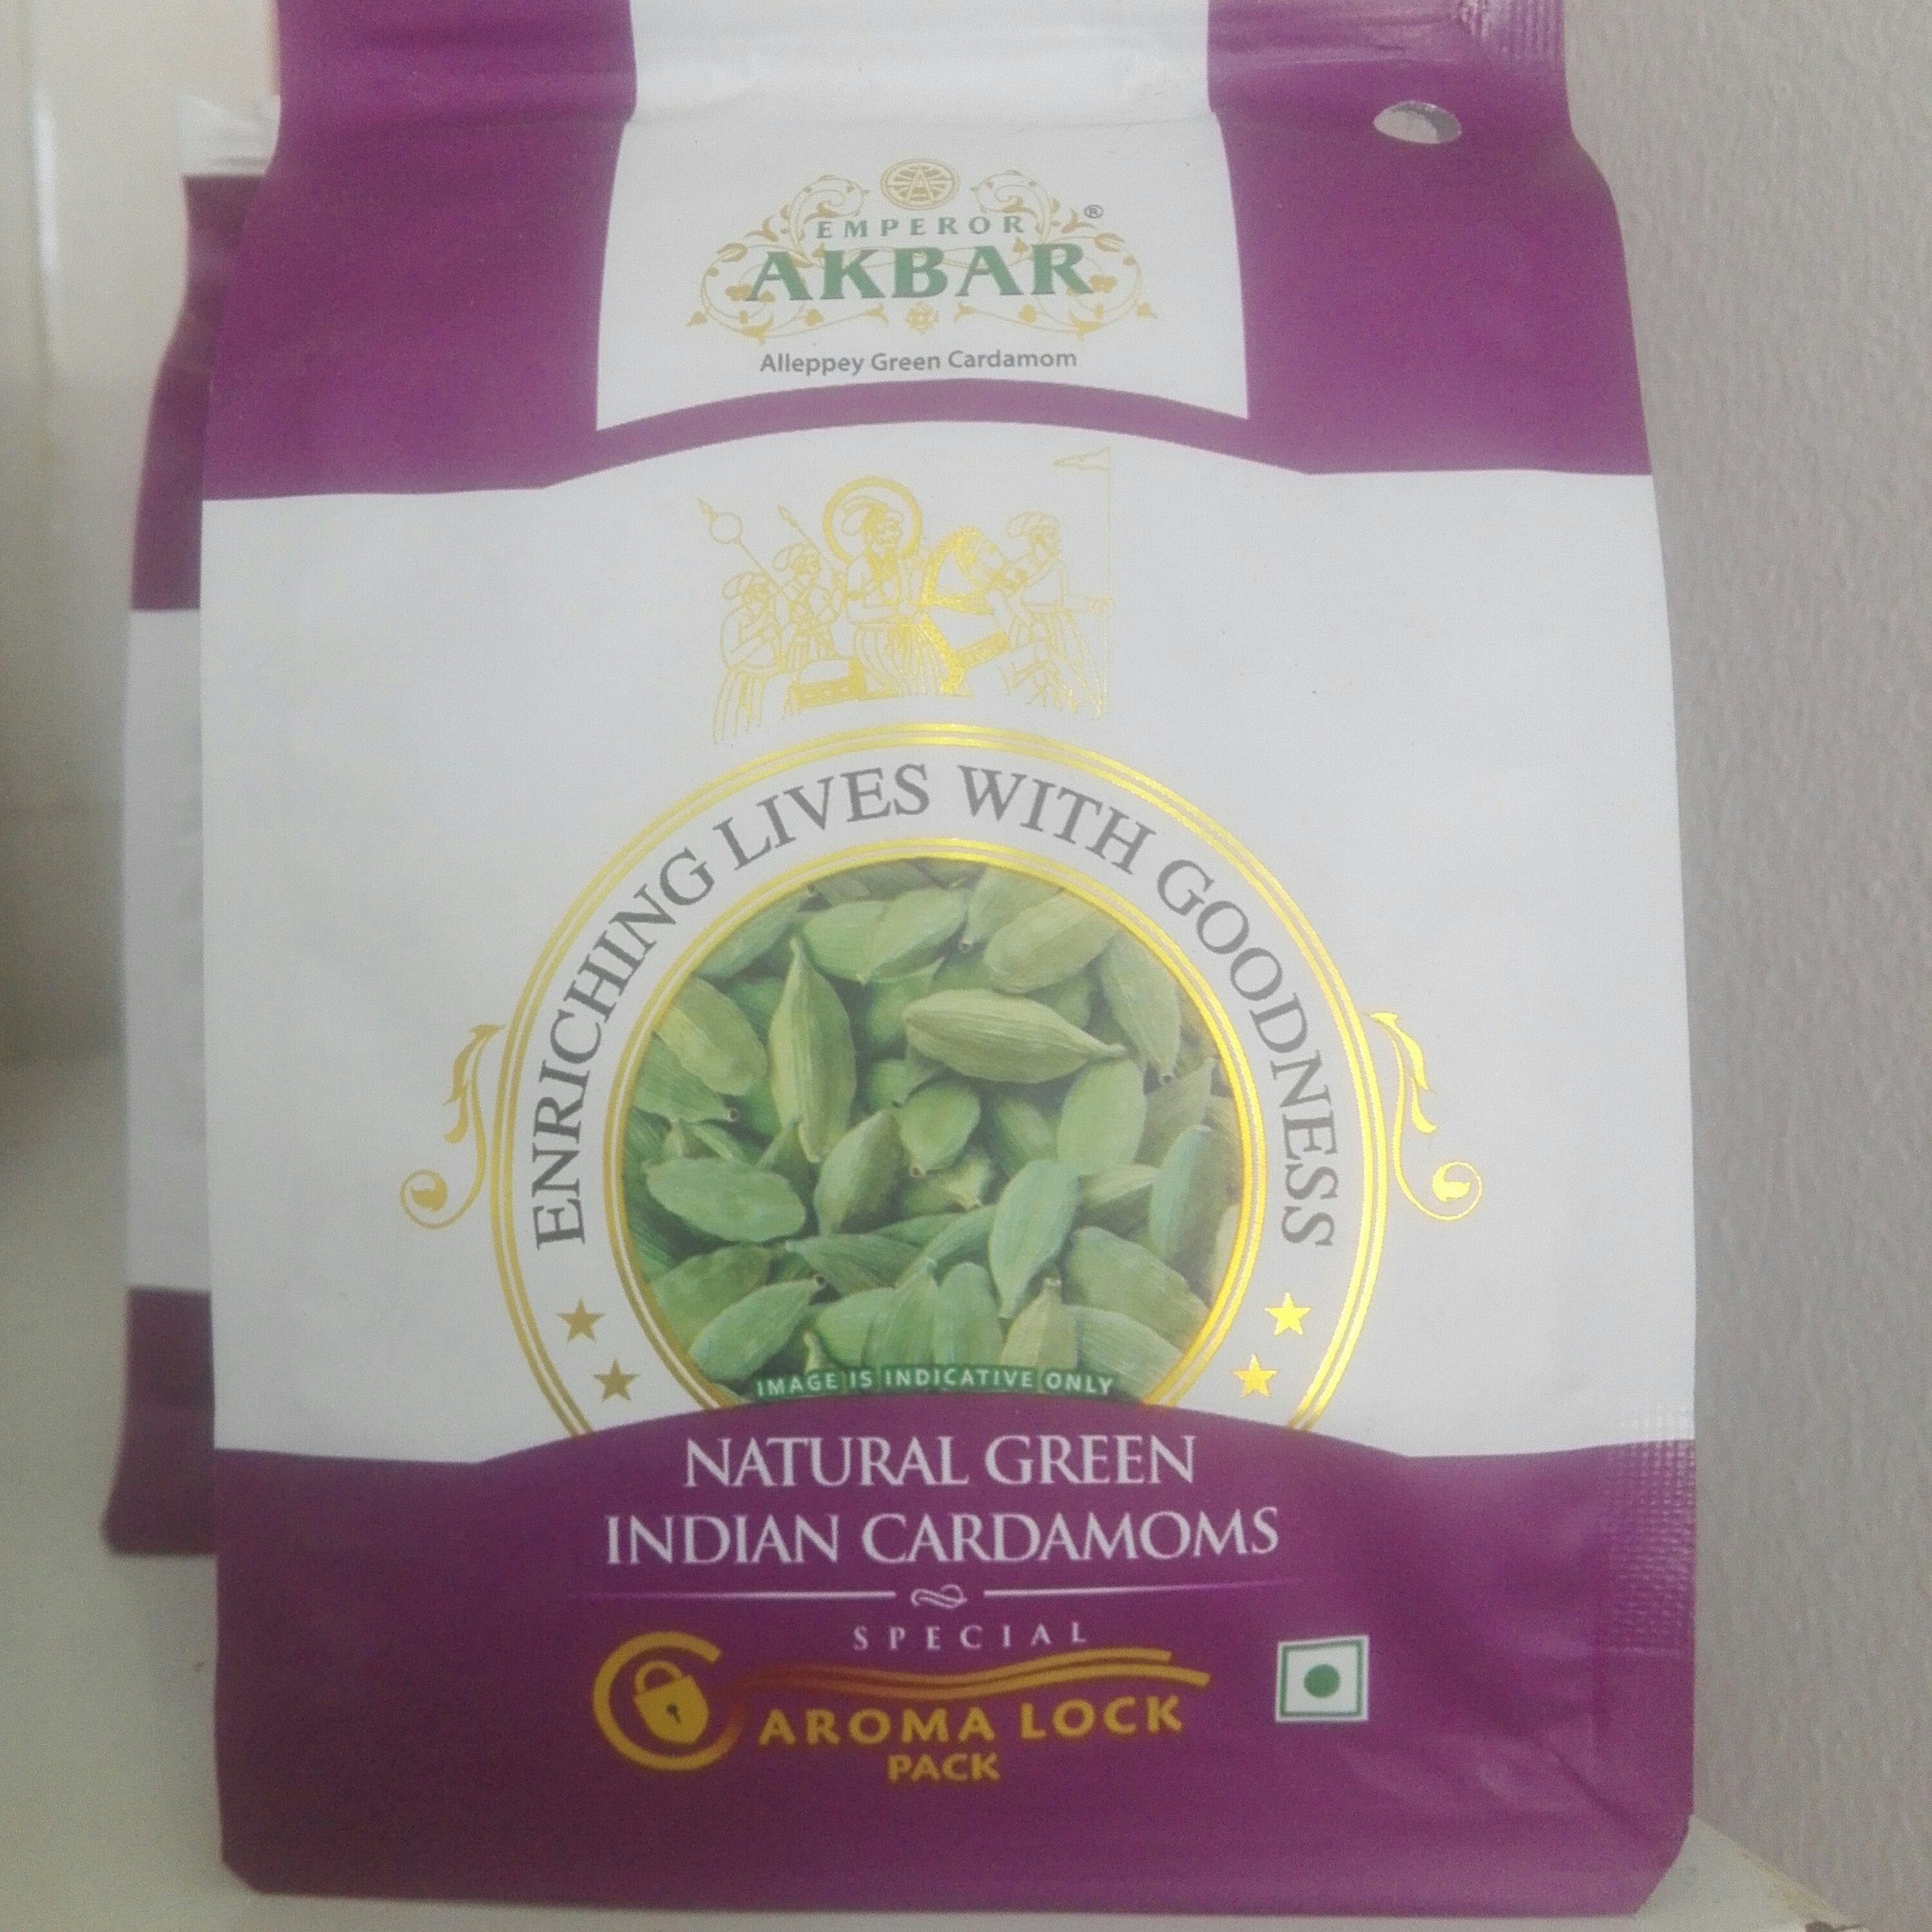 EMPEROR ®
AKBAR
Alleppey Green Cardamom
ENRICHING LIVES WITH GOODNESS
IMAGE IS INDICATIVE ONLY
NATURAL GREEN
INDIAN CARDAMOMS
SPECIAL
AROMA LOCK
PACK